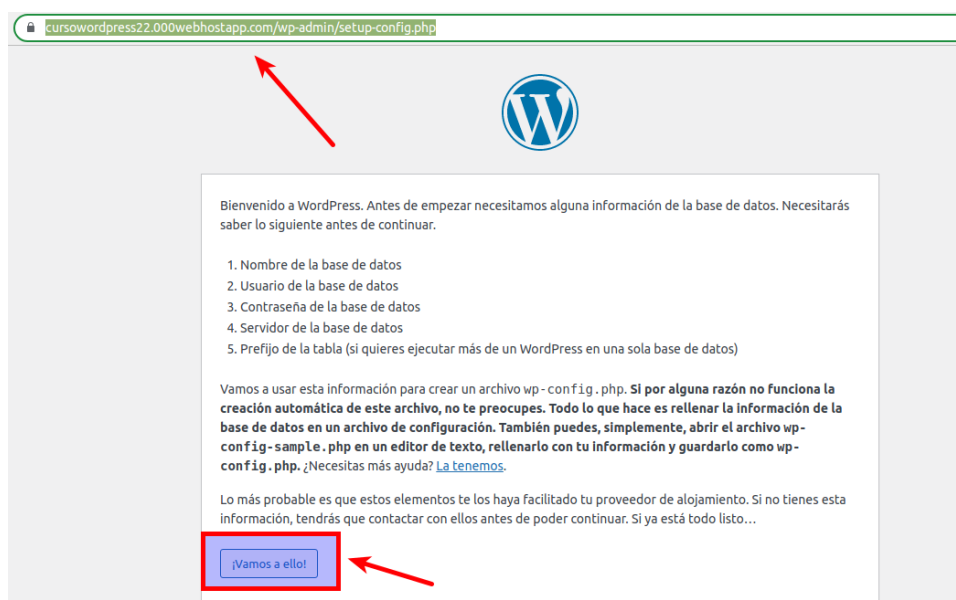 cursowordpress22.000webhostapp.com/wp-admin/setup-config.php
Bienvenido a WordPress. Antes de empezar necesitamos alguna información de la base de datos. Necesitarás
saber lo siguiente antes de continuar.
1. Nombre de la base de datos
2. Usuario de la base de datos
3. Contraseña de la base de datos
4. Servidor de la base de datos
5. Prefijo de la tabla (si quieres ejecutar más de un WordPress en una sola base de datos)
Vamos a usar esta información para crear un archivo wp-config.php. Si por alguna razón no funciona la
creación automática de este archivo, no te preocupes. Todo lo que hace es rellenar la información de la
base de datos en un archivo de configuración. También puedes, simplemente, abrir el archivo wp-
config-sample.php en un editor de texto, rellenarlo con tu información y guardarlo como wp-
config.php. ¿Necesitas más ayuda? La tenemos.
Lo más probable es que estos elementos te los haya facilitado tu proveedor de alojamiento. Si no tienes esta
información, tendrás que contactar con ellos antes de poder continuar. Si ya está todo listo…
¡Vamos a ello!